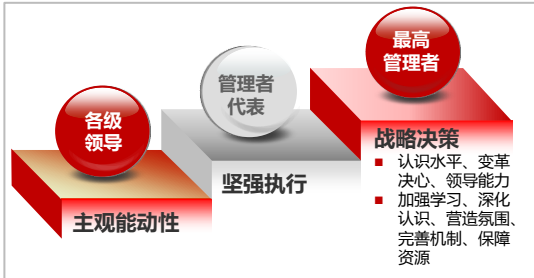 各级
领导
主观能动性
管理者
代表
坚强执行
最高
管理者
战略决策
■ 认识水平、变革
决心、领导能力
■ 加强学习、深化
认识、营造氛围、
完善机制、保障
资源